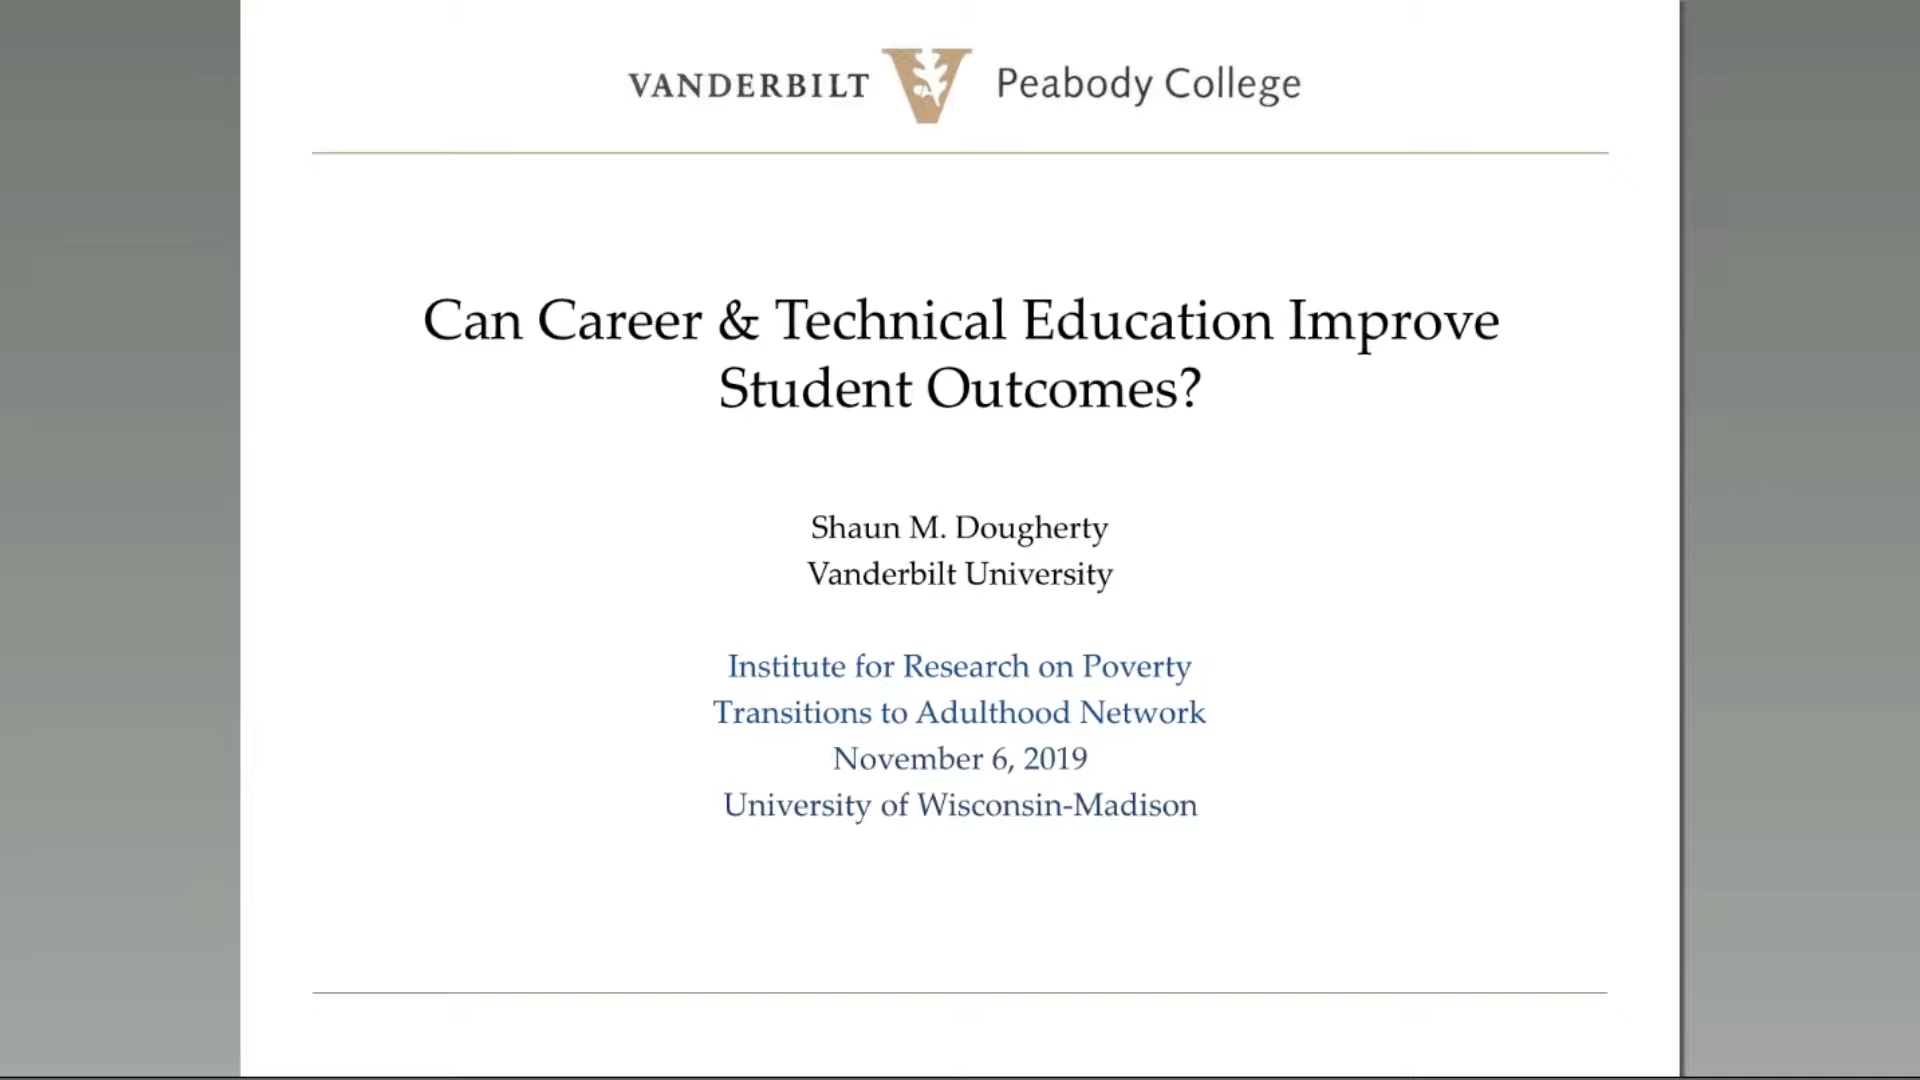 VANDERBILT V Peabody College
Can Career & Technical Education Improve
Student Outcomes?
Shaun M. Dougherty
Vanderbilt University
Institute for Research on Poverty
Transitions to Adulthood Network
November 6, 2019
University of Wisconsin-Madison